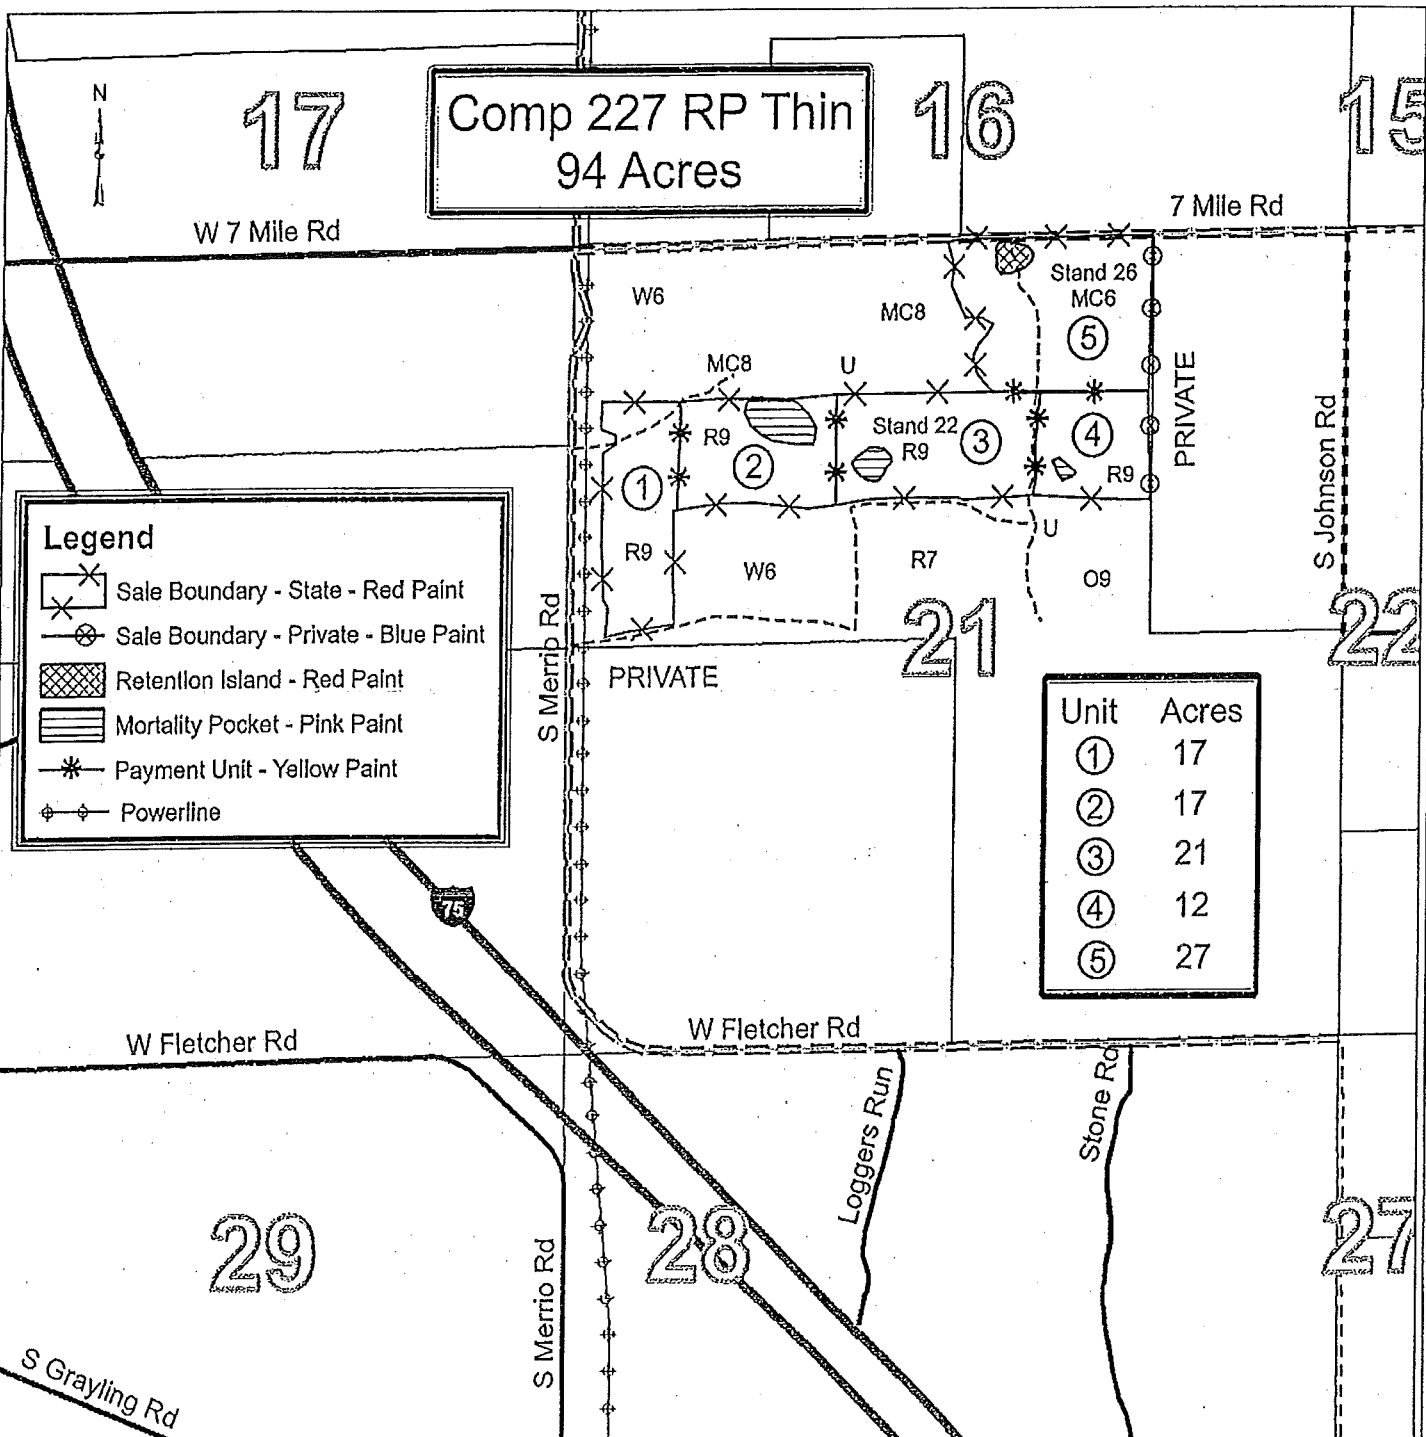 Comp 227 RP Thin
94 Acres
N
17
16
15
W 7 Mile Rd
7 Mile Rd
W6
MC8
Stand 26
MC6
5
MC8
U
PRIVATE
S Johnson Rd
R9
2
Stand 22
R9
3
4
R9
1
R9
W6
R7
U
O9
21
22
PRIVATE
S Merrio Rd
Legend
Sale Boundary - State - Red Paint
Sale Boundary - Private - Blue Paint
Retention Island - Red Paint
Mortality Pocket - Pink Paint
Payment Unit - Yellow Paint
Powerline
Unit Acres
1 17
2 17
3 21
4 12
5 27
75
W Fletcher Rd
W Fletcher Rd
Loggers Run
Stone Rd
29
28
27
S Merrio Rd
S Grayling Rd